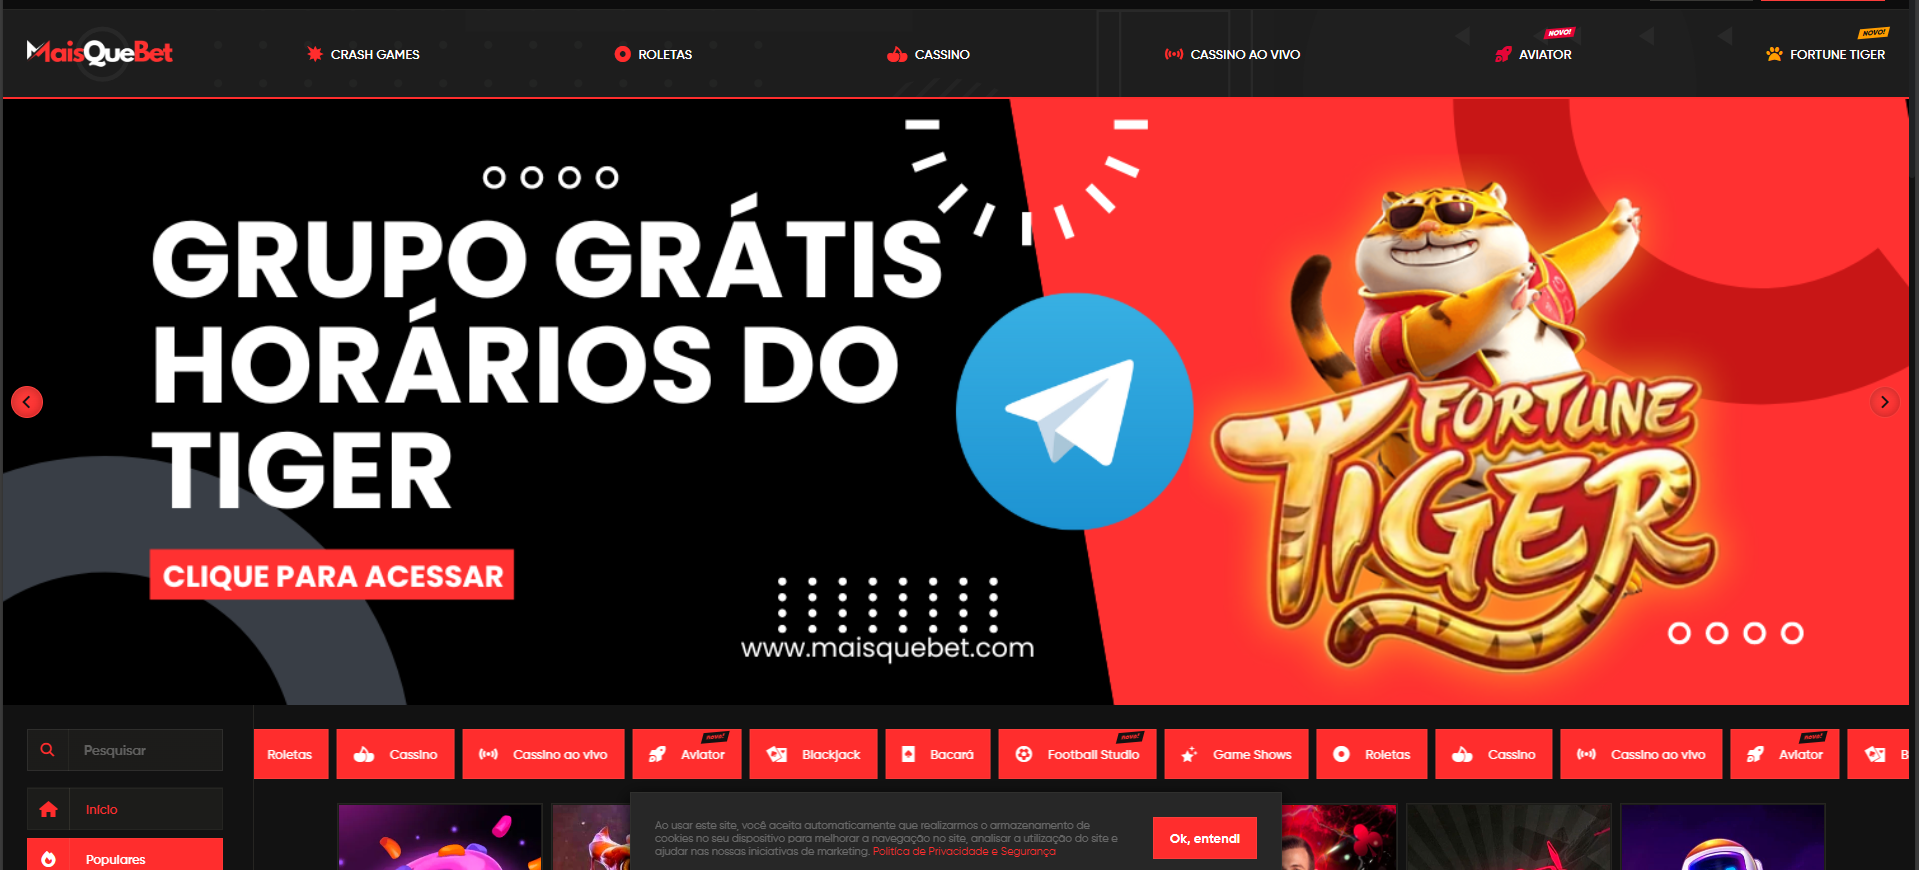 MaisQueBet
CRASH GAMES
ROLETAS
CASSINO
CASSINO AO VIVO
NOVO!
AVIATOR
NOVO!
FORTUNE TIGER
GRUPO GRÁTIS
HORÁRIOS DO
TIGER
CLIQUE PARA ACESSAR
www.maisquebet.com
FORTUNE
TIGER
Pesquisar
Início
Populares
Roletas
Cassino
Cassino ao vivo
novo!
Aviator
Blackjack
Bacará
novo!
Football Studio
Game Shows
Roletas
Cassino
Cassino ao vivo
novo!
Aviator
B
Ao usar este site, você aceita automaticamente que realizarmos o armazenamento de
cookies no seu dispositivo para melhorar a navegação no site, analisar a utilização do site e
ajudar nas nossas iniciativas de marketing. Política de Privacidade e Segurança
Ok, entendi